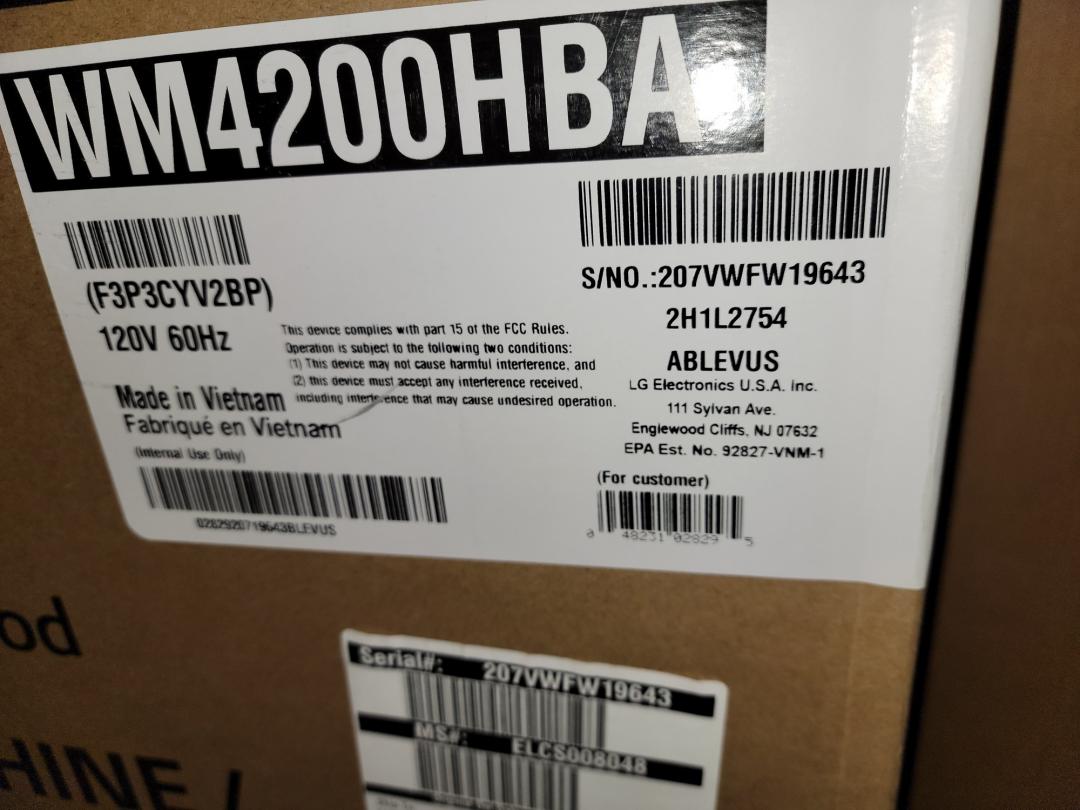 WM4200HBA
(F3P3CYV2BP)
120V 60Hz
Made in Vietnam
Fabriqué en Vietnam
(Internal Use Only)
This device complies with part 15 of the FCC Rules.
Operation is subject to the following two conditions:
(1) This device may not cause harmful interference, and
(2) this device must accept any interference received,
including interference that may cause undesired operation.
S/NO.:207VWFW19643
2H1L2754
ABLEVUS
LG Electronics U.S.A. Inc.
111 Sylvan Ave.
Englewood Cliffs, NJ 07632
EPA Est. No. 92827-VNM-1
(For customer)
0 48231 02829 5
od
HINE /
Serial#: 207VWFW19643
MS#: ELCS008048